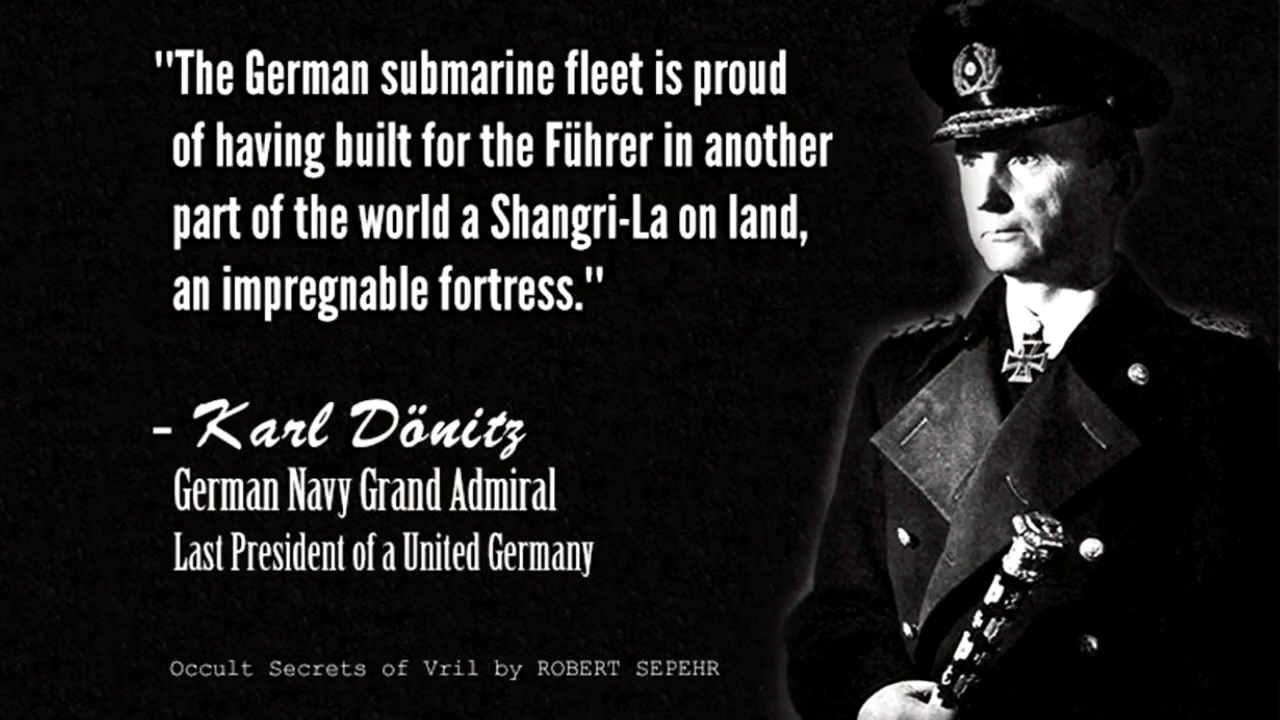 "The German submarine fleet is proud
of having built for the Führer in another
part of the world a Shangri-La on land,
an impregnable fortress."
- Karl Dönitz
German Navy Grand Admiral
Last President of a United Germany
Occult Secrets of Vril by ROBERT SEPEHR